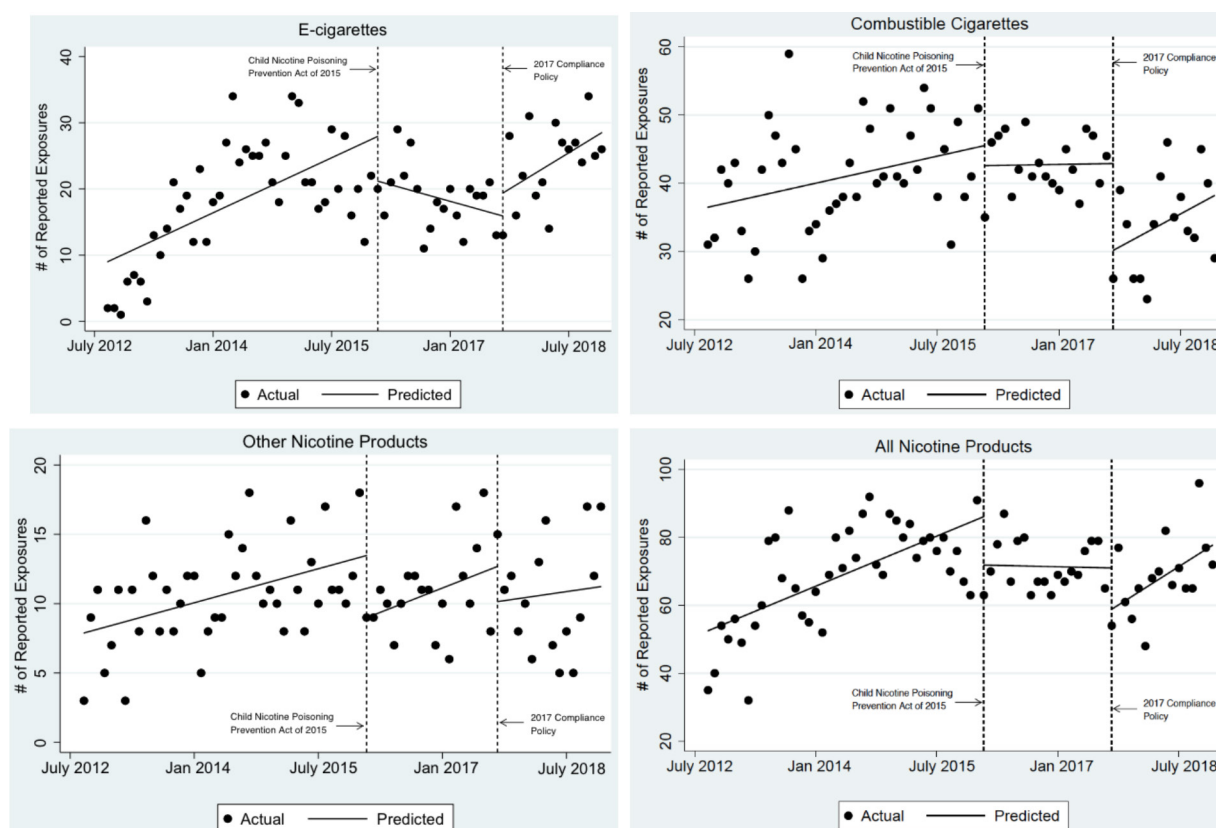 E-cigarettes
# of Reported Exposures
40
30
20
10
0
Child Nicotine Poisoning
Prevention Act of 2015
2017 Compliance
Policy
July 2012
Jan 2014
July 2015
Jan 2017
July 2018
Actual
Predicted
Combustible Cigarettes
# of Reported Exposures
60
50
40
30
20
Child Nicotine Poisoning
Prevention Act of 2015
2017 Compliance
Policy
July 2012
Jan 2014
July 2015
Jan 2017
July 2018
Actual
Predicted
Other Nicotine Products
# of Reported Exposures
20
15
10
5
0
Child Nicotine Poisoning
Prevention Act of 2015
2017 Compliance
Policy
July 2012
Jan 2014
July 2015
Jan 2017
July 2018
Actual
Predicted
All Nicotine Products
# of Reported Exposures
100
80
60
40
20
Child Nicotine Poisoning
Prevention Act of 2015
2017 Compliance
Policy
July 2012
Jan 2014
July 2015
Jan 2017
July 2018
Actual
Predicted